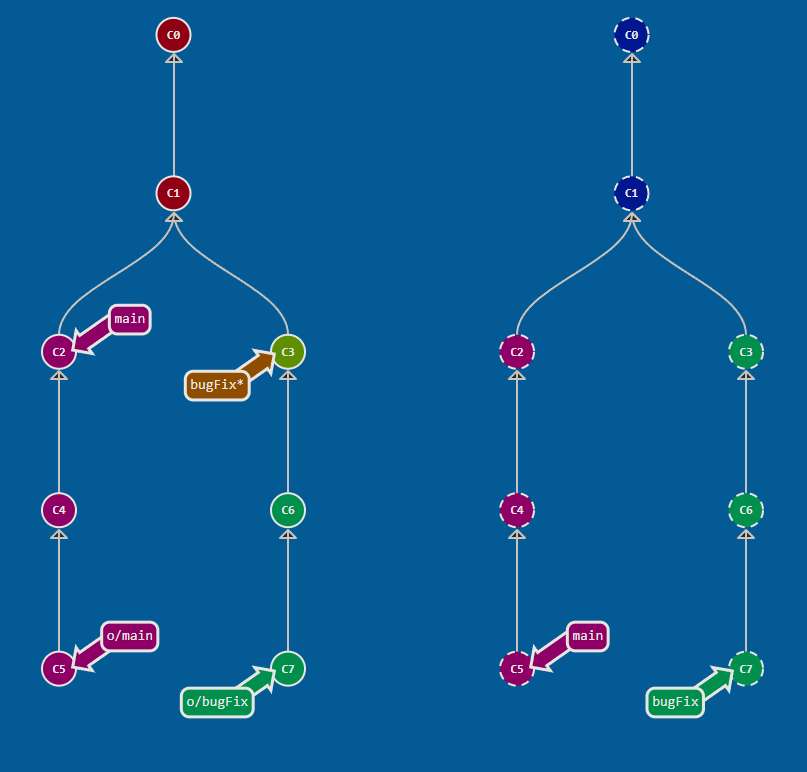 C0 C0
C1 C1
main
C2 C3 C2 C3
bugFix*
C4 C6 C4 C6
o/main main
C5 C7 C5 C7
o/bugFix bugFix